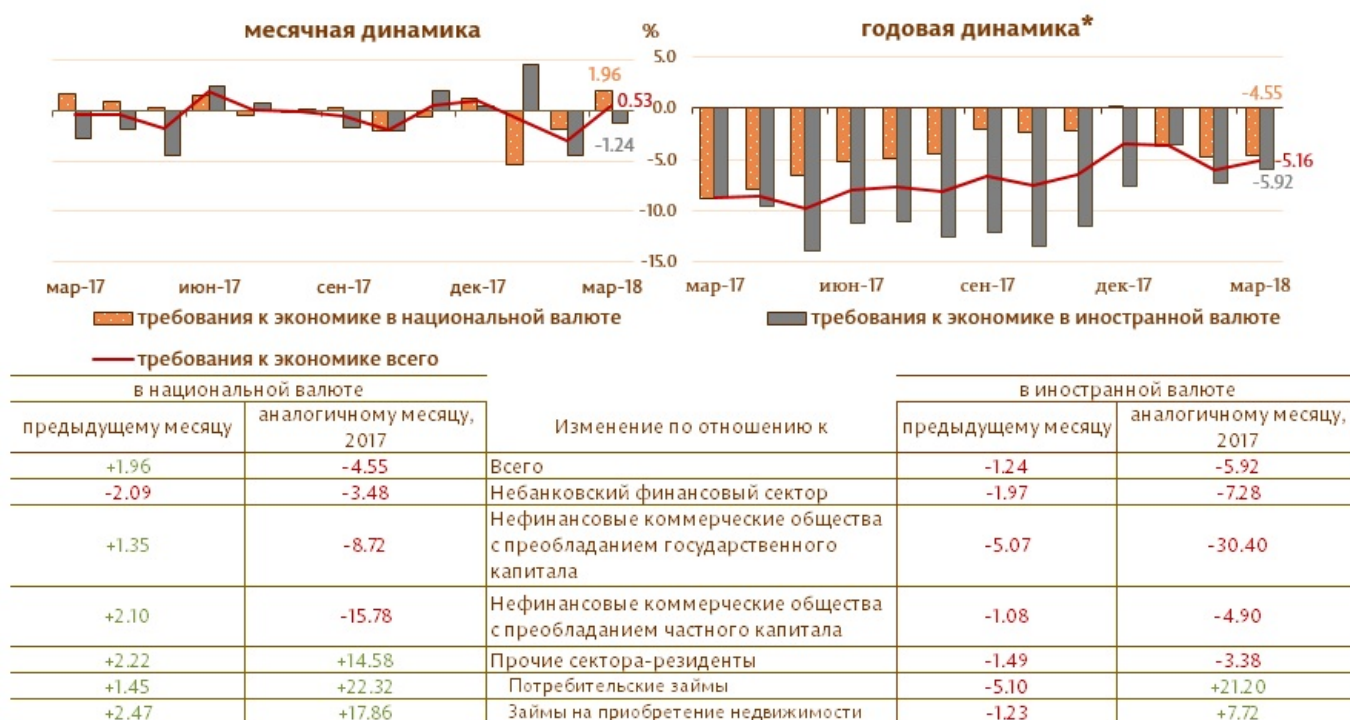 месячная динамика
%
годовая динамика*
5.0
0.0
-5.0
-10.0
-15.0
1.96
0.53
-1.24
-4.55
-5.16
-5.92
мар-17 июн-17 сен-17 дек-17 мар-18
мар-17 июн-17 сен-17 дек-17 мар-18
требования к экономике в национальной валюте
требования к экономике в иностранной валюте
требования к экономике всего
в национальной валюте
в иностранной валюте
предыдущему месяцу
аналогичному месяцу,
2017
Изменение по отношению к
предыдущему месяцу
аналогичному месяцу,
2017
+1.96 -4.55 Всего -1.24 -5.92
-2.09 -3.48 Небанковский финансовый сектор -1.97 -7.28
Нефинансовые коммерческие общества
+1.35 -8.72 с преобладанием государственного -5.07 -30.40
капитала
Нефинансовые коммерческие общества
+2.10 -15.78 с преобладанием частного капитала -1.08 -4.90
+2.22 +14.58 Прочие сектора-резиденты -1.49 -3.38
+1.45 +22.32 Потребительские займы -5.10 +21.20
+2.47 +17.86 Займы на приобретение недвижимости -1.23 +7.72